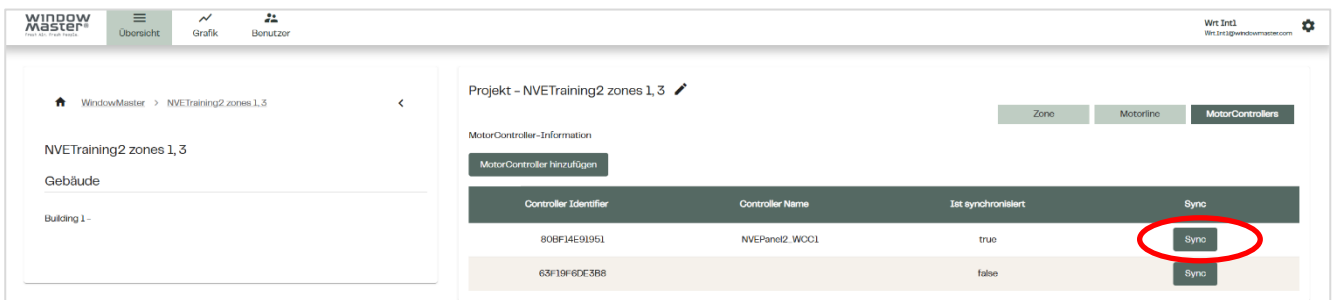 WINDOW
Master®
Fresh Air. Fresh People.
Übersicht
Grafik
Benutzer
Wrt Int1
Wrt.Int1@windowmaster.com
WindowMaster > NVETraining2 zones 1, 3
NVETraining2 zones 1, 3
Gebäude
Building 1 -
Projekt - NVETraining2 zones 1, 3
Zone Motorline MotorControllers
MotorController-Information
MotorController hinzufügen
Controller Identifier Controller Name Ist synchronisiert Sync
80BF14E91951 NVEPanel2_WCC1 true Sync
63F19F6DE3B8 false Sync